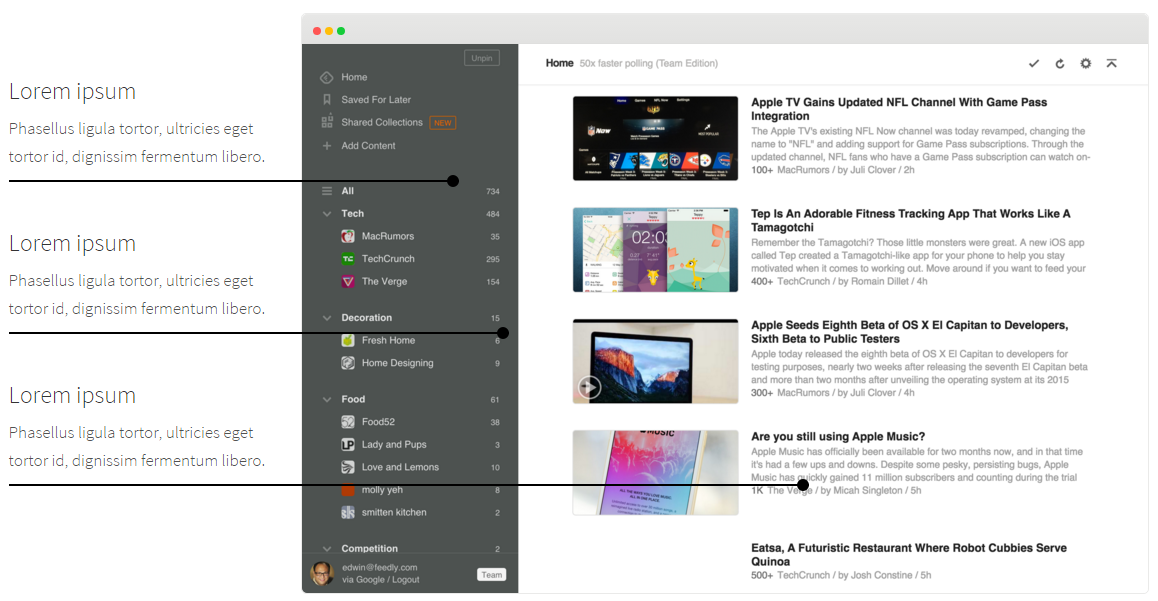 Lorem ipsum
Phasellus ligula tortor, ultricies eget
tortor id, dignissim fermentum libero.
Lorem ipsum
Phasellus ligula tortor, ultricies eget
tortor id, dignissim fermentum libero.
Lorem ipsum
Phasellus ligula tortor, ultricies eget
tortor id, dignissim fermentum libero.
Unpin
Home
Saved For Later
Shared Collections NEW
Add Content
All 734
Tech 484
MacRumors 35
TechCrunch 295
The Verge 154
Decoration 15
Fresh Home 6
Home Designing 9
Food 61
Food52 38
Lady and Pups 3
Love and Lemons 10
molly yeh 8
smitten kitchen 2
Competition 2
edwin@feedly.com
via Google / Logout
Team
Home 50x faster polling (Team Edition)
Apple TV Gains Updated NFL Channel With Game Pass
Integration
The Apple TV's existing NFL Now channel was today revamped, changing the
name to "NFL" and adding support for Game Pass subscriptions. Through the
updated channel, NFL fans who have a Game Pass subscription can watch on-
100+ MacRumors / by Juli Clover / 2h
Tep Is An Adorable Fitness Tracking App That Works Like A
Tamagotchi
Remember the Tamagotchi? Those little monsters were great. A new iOS app
called Tep created a Tamagotchi-like app for your phone to help you stay
motivated when it comes to working out. Move around if you want to feed your
400+ TechCrunch / by Romain Dillet / 4h
Apple Seeds Eighth Beta of OS X El Capitan to Developers,
Sixth Beta to Public Testers
Apple today released the eighth beta of OS X El Capitan to developers for
testing purposes, nearly two weeks after releasing the seventh El Capitan beta
and more than two months after unveiling the operating system at its 2015
300+ MacRumors / by Juli Clover / 4h
Are you still using Apple Music?
Apple Music has officially been available for two months now, and in that time
it's had a few ups and downs. Despite some pesky, persisting bugs, Apple
Music has quickly gained 11 million subscribers and counting during the trial
1K The Verge / by Micah Singleton / 5h
Eatsa, A Futuristic Restaurant Where Robot Cubbies Serve
Quinoa
500+ TechCrunch / by Josh Constine / 5h